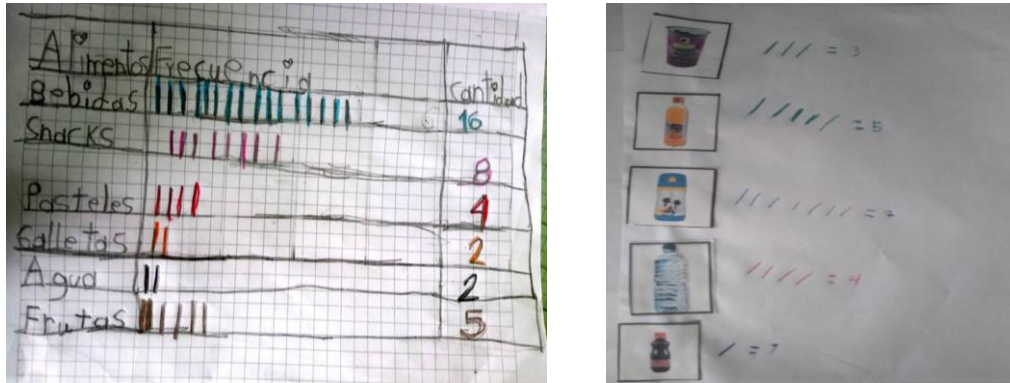 Alimentos Frecuencia Cantidad
Bebidas 16
Snacks 8
Pasteles 4
Galletas 2
Agua 2
Frutas 5
/// = 3
///// = 5
/////// = 7
//// = 4
/ = 1